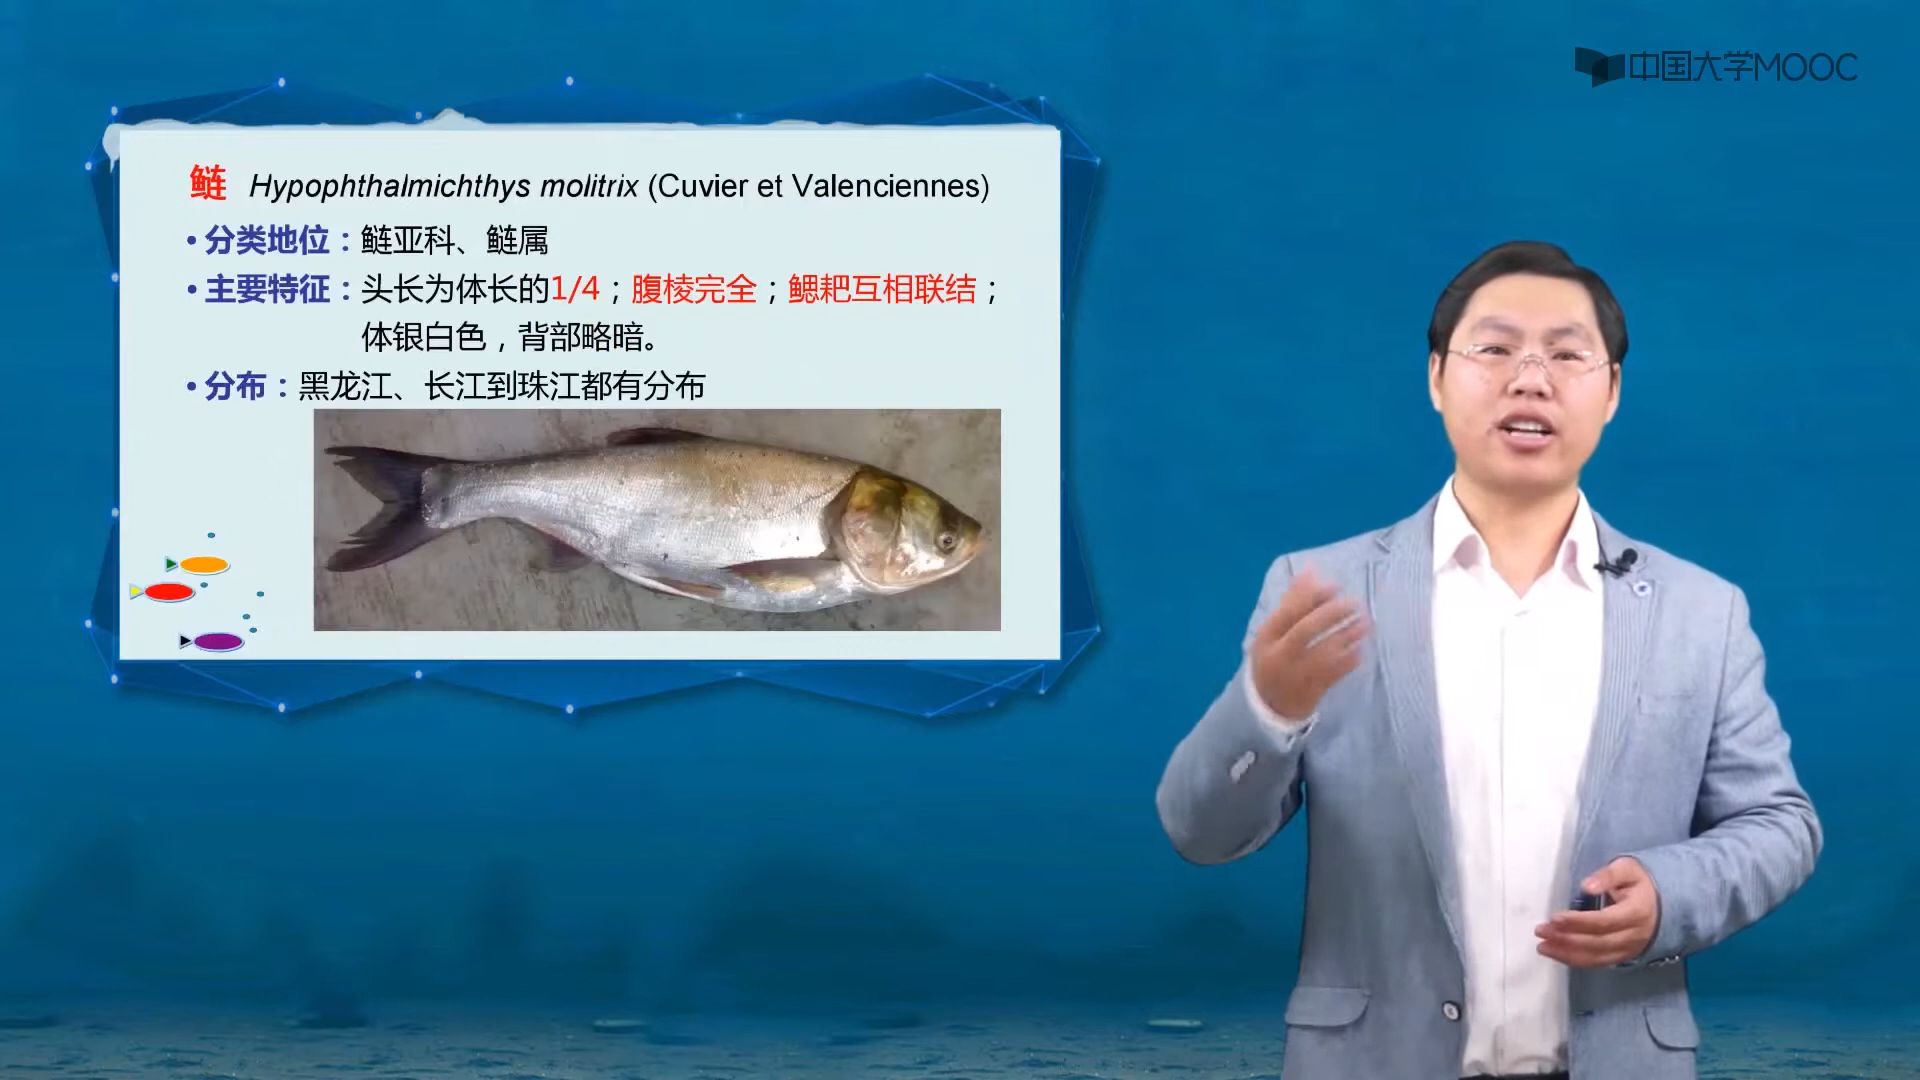 中国大学MOOC
鲢 Hypophthalmichthys molitrix (Cuvier et Valenciennes)
• 分类地位：鲢亚科、鲢属
• 主要特征：头长为体长的1/4；腹棱完全；鳃耙互相联结；
体银白色，背部略暗。
• 分布：黑龙江、长江到珠江都有分布